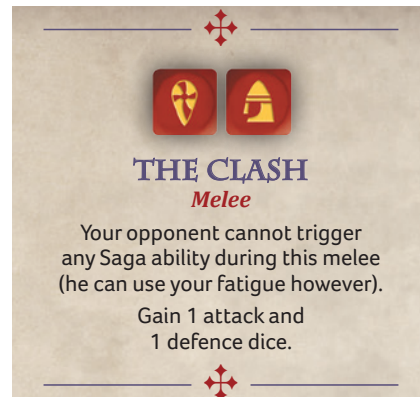 THE CLASH
Melee
Your opponent cannot trigger
any Saga ability during this melee
(he can use your fatigue however).
Gain 1 attack and
1 defence dice.